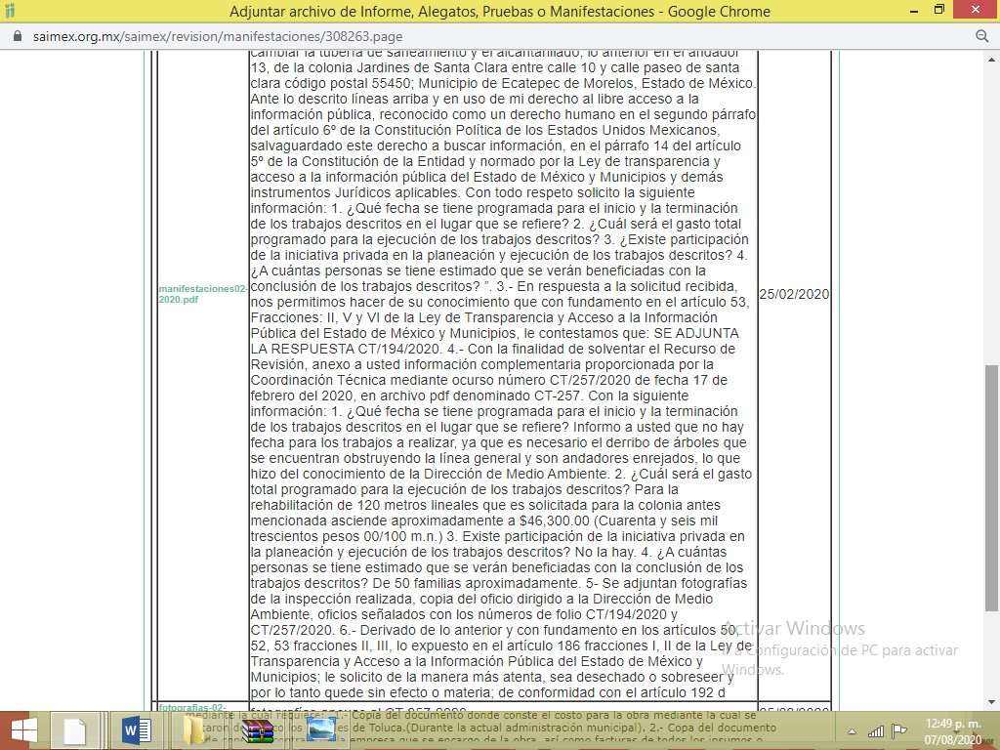 Adjuntar archivo de Informe, Alegatos, Pruebas o Manifestaciones - Google Chrome
saimex.org.mx/saimex/revision/manifestaciones/308263.page
cambiar la tubería de saneamiento y el alcantarillado, lo anterior en el andador
13, de la colonia Jardines de Santa Clara entre calle 10 y calle paseo de santa
clara código postal 55450; Municipio de Ecatepec de Morelos, Estado de México.
Ante lo descrito líneas arriba y en uso de mi derecho al libre acceso a la
información pública, reconocido como un derecho humano en el segundo párrafo
del artículo 6º de la Constitución Política de los Estados Unidos Mexicanos,
salvaguardado este derecho a buscar información, en el párrafo 14 del artículo
5º de la Constitución de la Entidad y normado por la Ley de transparencia y
acceso a la información pública del Estado de México y Municipios y demás
instrumentos Jurídicos aplicables. Con todo respeto solicito la siguiente
información: 1. ¿Qué fecha se tiene programada para el inicio y la terminación
de los trabajos descritos en el lugar que se refiere? 2. ¿Cuál será el gasto total
programado para la ejecución de los trabajos descritos? 3. ¿Existe participación
de la iniciativa privada en la planeación y ejecución de los trabajos descritos? 4.
¿A cuántas personas se tiene estimado que se verán beneficiadas con la
conclusión de los trabajos descritos? ”. 3.- En respuesta a la solicitud recibida,
nos permitimos hacer de su conocimiento que con fundamento en el artículo 53,
Fracciones: II, V y VI de la Ley de Transparencia y Acceso a la Información
Pública del Estado de México y Municipios, le contestamos que: SE ADJUNTA
LA RESPUESTA CT/194/2020. 4.- Con la finalidad de solventar el Recurso de
Revisión, anexo a usted información complementaria proporcionada por la
Coordinación Técnica mediante ocurso número CT/257/2020 de fecha 17 de
febrero del 2020, en archivo pdf denominado CT-257. Con la siguiente
información: 1. ¿Qué fecha se tiene programada para el inicio y la terminación
de los trabajos descritos en el lugar que se refiere? Informo a usted que no hay
fecha para los trabajos a realizar, ya que es necesario el derribo de árboles que
se encuentran obstruyendo la línea general y son andadores enrejados, lo que
hizo del conocimiento de la Dirección de Medio Ambiente. 2. ¿Cuál será el gasto
total programado para la ejecución de los trabajos descritos? Para la
rehabilitación de 120 metros lineales que es solicitada para la colonia antes
mencionada asciende aproximadamente a $46,300.00 (Cuarenta y seis mil
trescientos pesos 00/100 m.n.) 3. Existe participación de la iniciativa privada en
la planeación y ejecución de los trabajos descritos? No la hay. 4. ¿A cuántas
personas se tiene estimado que se verán beneficiadas con la conclusión de los
trabajos descritos? De 50 familias aproximadamente. 5- Se adjuntan fotografías
de la inspección realizada, copia del oficio dirigido a la Dirección de Medio
Ambiente, oficios señalados con los números de folio CT/194/2020 y
CT/257/2020. 6.- Derivado de lo anterior y con fundamento en los artículos 50,
52, 53 fracciones II, III, lo expuesto en el artículo 186 fracciones I, II de la Ley de
Transparencia y Acceso a la Información Pública del Estado de México y
Municipios; le solicito de la manera más atenta, sea desechado o sobreseer y
por lo tanto quede sin efecto o materia; de conformidad con el artículo 192 d
manifestaciones02-
2020.pdf
25/02/2020
Activar Windows
Ir a Configuración de PC para activar
Windows.
fotografias-02-
mediante la cual requiere: 1.- Copia del documento donde conste el costo para la obra mediante la cual se
de Toluca.(Durante la actual administración municipal). 2.- Copa del documento
empresa que se encargo de la obra, así como facturas de todos los insumos o
12:49 p. m.
07/08/2020